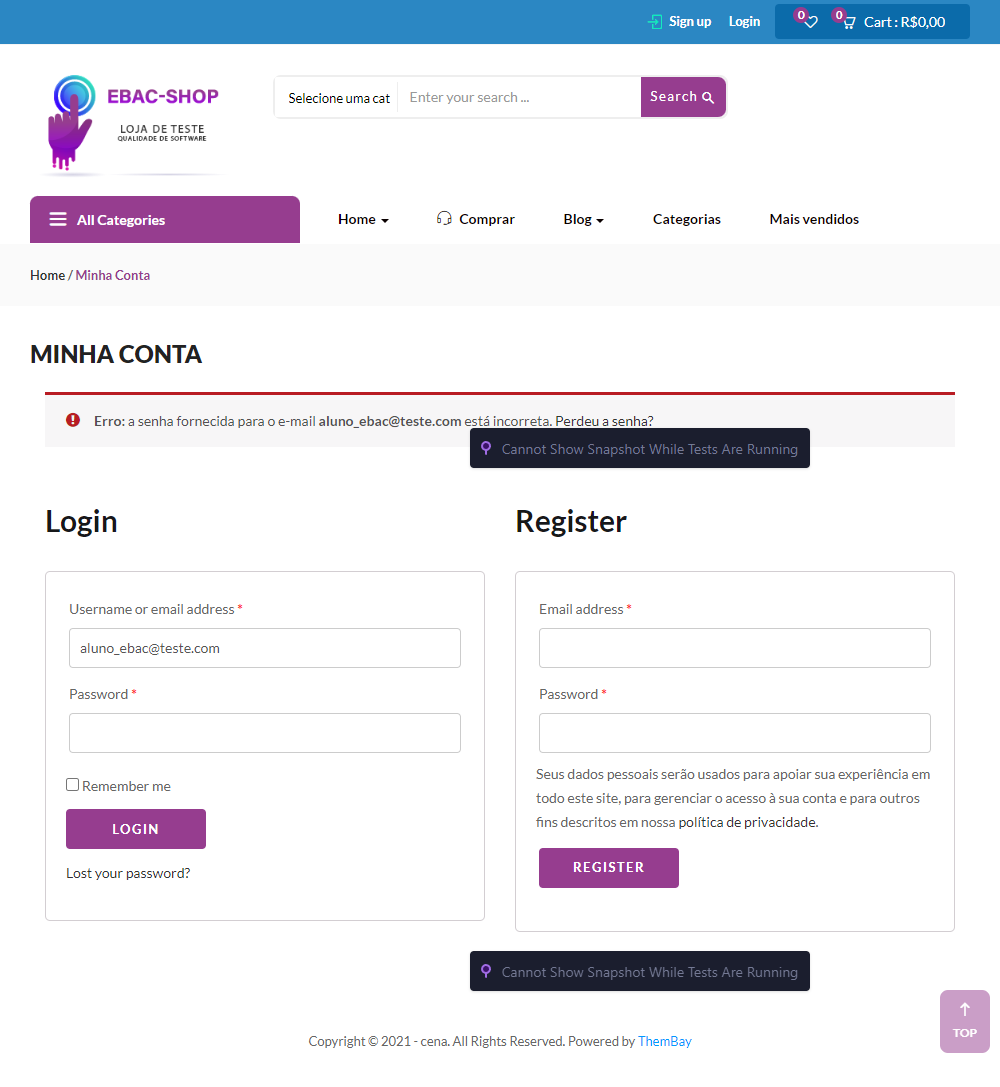 Sign up Login 0 0 Cart : R$0,00
EBAC-SHOP
LOJA DE TESTE
QUALIDADE DE SOFTWARE
Selecione uma cat Enter your search ... Search
All Categories Home Comprar Blog Categorias Mais vendidos
Home / Minha Conta
MINHA CONTA
Erro: a senha fornecida para o e-mail aluno_ebac@teste.com está incorreta. Perdeu a senha?
Cannot Show Snapshot While Tests Are Running
Login
Username or email address *
aluno_ebac@teste.com
Password *
Remember me
LOGIN
Lost your password?
Register
Email address *
Password *
Seus dados pessoais serão usados para apoiar sua experiência em
todo este site, para gerenciar o acesso à sua conta e para outros
fins descritos em nossa política de privacidade.
REGISTER
Cannot Show Snapshot While Tests Are Running
TOP
Copyright © 2021 - cena. All Rights Reserved. Powered by ThemBay